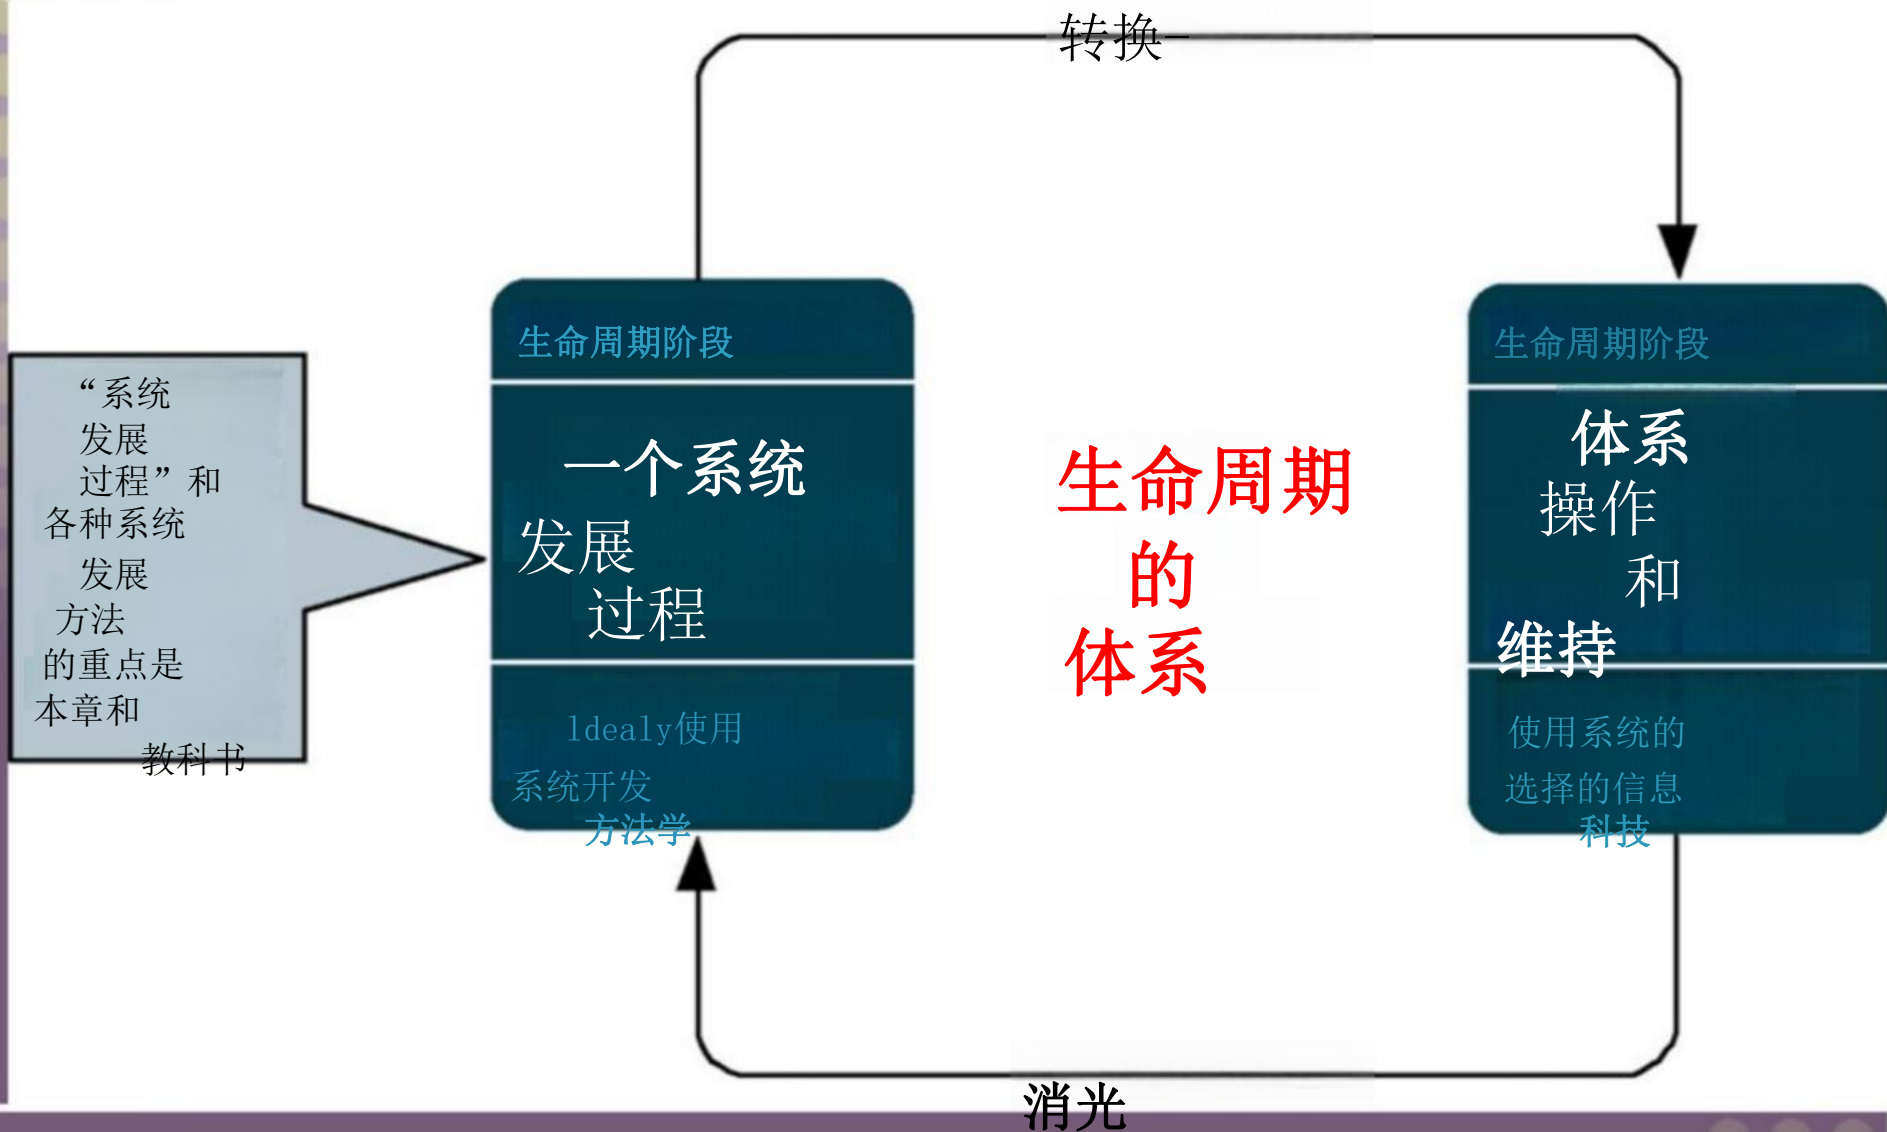 转换-
“系统
发展
过程”和
各种系统
发展
方法
的重点是
本章和
教科书
生命周期阶段
一个系统
发展
过程
ldealy使用
系统开发
方法学
生命周期
的
体系
生命周期阶段
体系
操作
和
维持
使用系统的
选择的信息
科技
消光